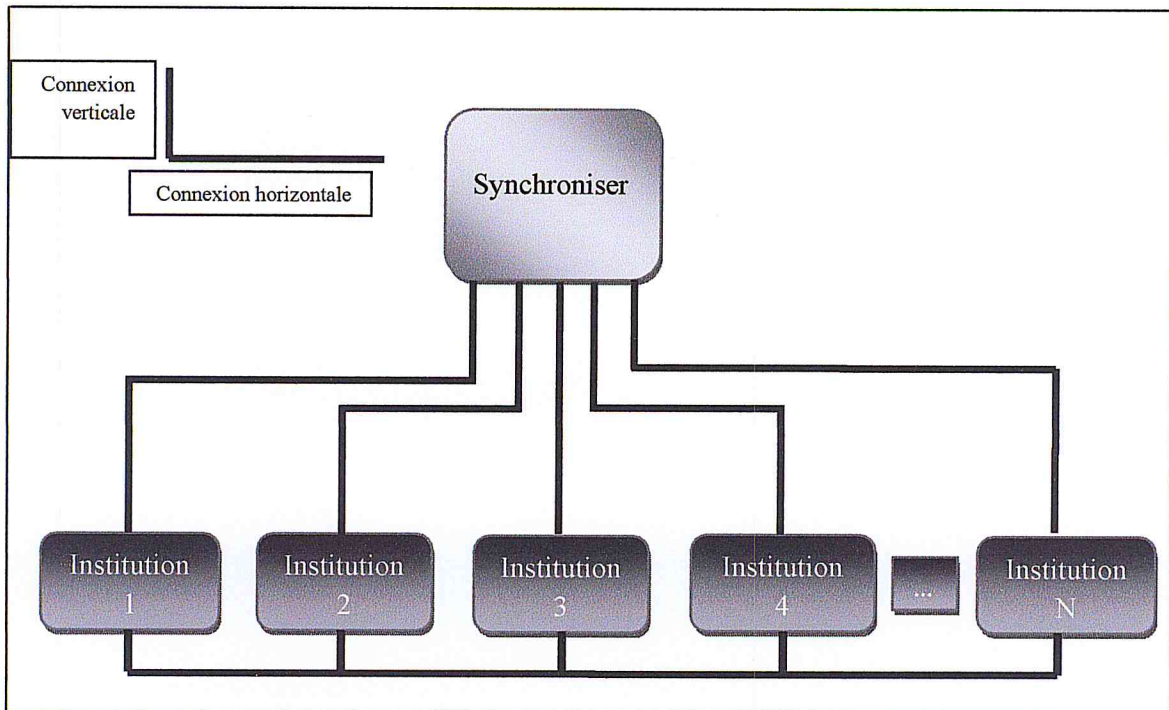 Connexion
verticale
Connexion horizontale
Synchroniser
Institution
1
Institution
2
Institution
3
Institution
4
...
Institution
N